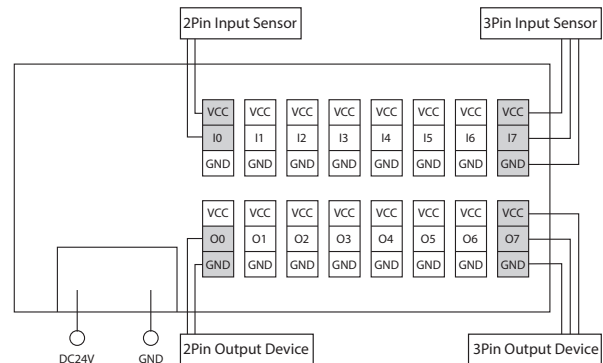 2Pin Input Sensor 3Pin Input Sensor
VCC VCC VCC VCC VCC VCC VCC VCC
I0 I1 I2 I3 I4 I5 I6 I7
GND GND GND GND GND GND GND GND
VCC VCC VCC VCC VCC VCC VCC VCC
O0 O1 O2 O3 O4 O5 O6 O7
GND GND GND GND GND GND GND GND
2Pin Output Device 3Pin Output Device
DC24V GND